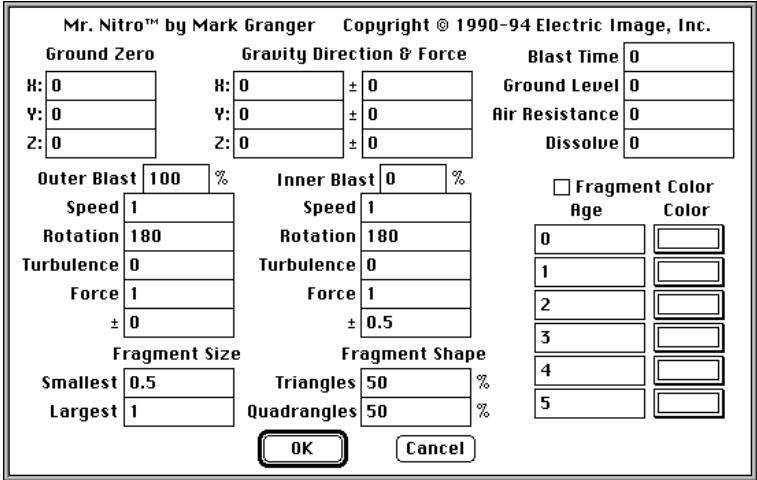 Mr. Nitro™ by Mark Granger Copyright © 1990-94 Electric Image, Inc.
Ground Zero Gravity Direction & Force
X: 0 X: 0 ± 0
Y: 0 Y: 0 ± 0
Z: 0 Z: 0 ± 0
Blast Time 0
Ground Level 0
Air Resistance 0
Dissolve 0
Outer Blast 100 %
Speed 1
Rotation 180
Turbulence 0
Force 1
± 0
Inner Blast 0 %
Speed 1
Rotation 180
Turbulence 0
Force 1
± 0.5
Fragment Color
Age Color
0
1
2
3
4
5
Fragment Size
Smallest 0.5
Largest 1
Fragment Shape
Triangles 50 %
Quadrangles 50 %
OK Cancel